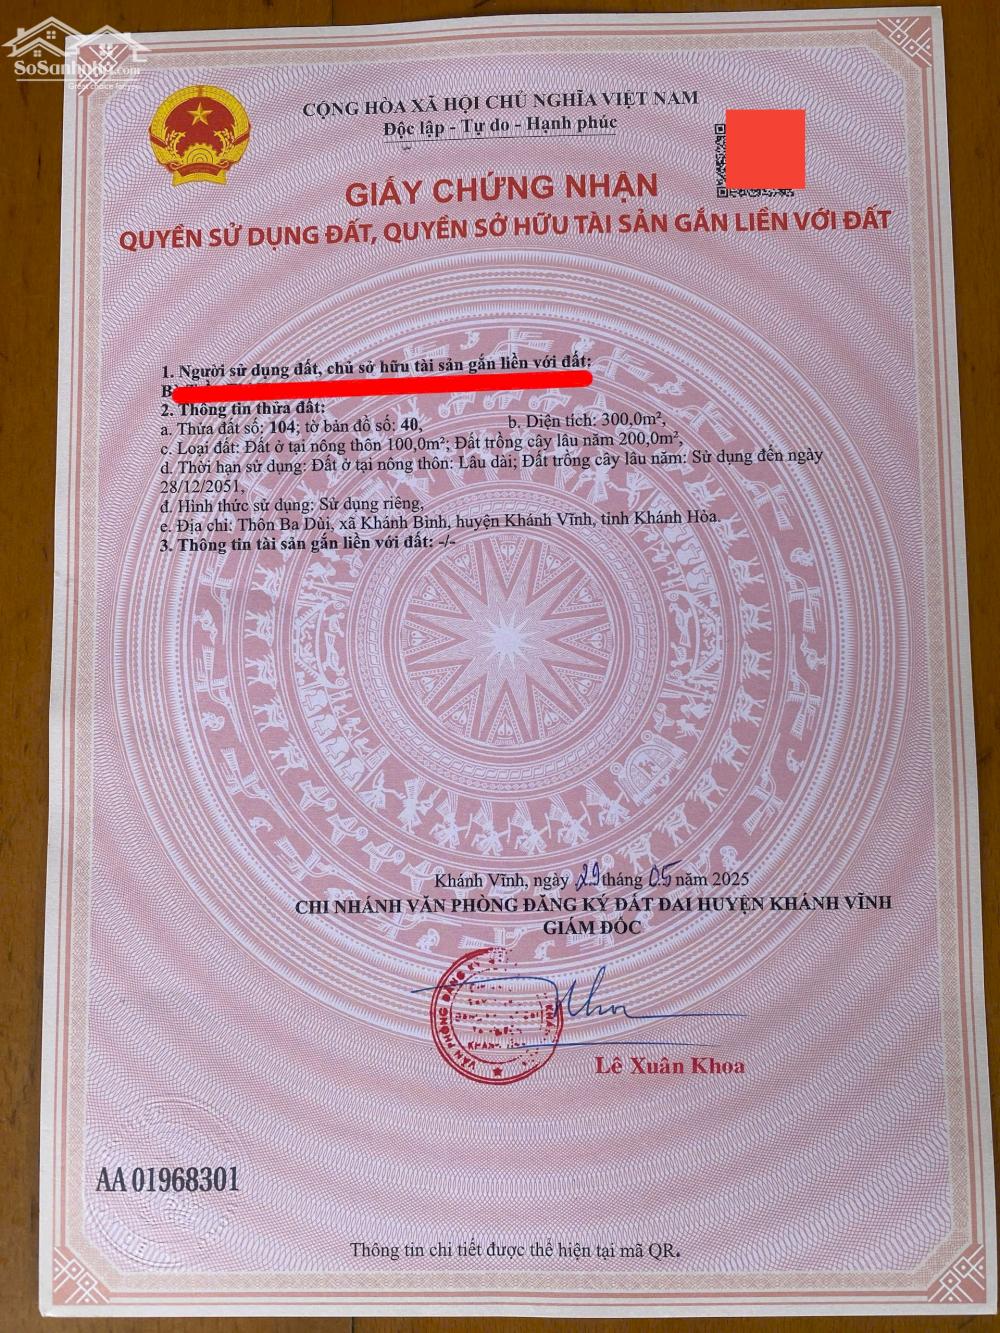 SoSanhNha.com
CỘNG HÒA XÃ HỘI CHỦ NGHĨA VIỆT NAM
Độc lập - Tự do - Hạnh phúc
GIẤY CHỨNG NHẬN
QUYỀN SỬ DỤNG ĐẤT, QUYỀN SỞ HỮU TÀI SẢN GẮN LIỀN VỚI ĐẤT
1. Người sử dụng đất, chủ sở hữu tài sản gắn liền với đất:
2. Thông tin thửa đất:
a. Thửa đất số: 104; tờ bản đồ số: 40, b. Diện tích: 300,0m²,
c. Loại đất: Đất ở tại nông thôn 100,0m²; Đất trồng cây lâu năm 200,0m²,
d. Thời hạn sử dụng: Đất ở tại nông thôn: Lâu dài; Đất trồng cây lâu năm: Sử dụng đến ngày
28/12/2051,
đ. Hình thức sử dụng: Sử dụng riêng,
e. Địa chỉ: Thôn Ba Dùi, xã Khánh Bình, huyện Khánh Vĩnh, tỉnh Khánh Hòa.
3. Thông tin tài sản gắn liền với đất: -/-
Khánh Vĩnh, ngày 29 tháng 05 năm 2025
CHI NHÁNH VĂN PHÒNG ĐĂNG KÝ ĐẤT ĐAI HUYỆN KHÁNH VĨNH
GIÁM ĐỐC
VĂN PHÒNG ĐĂNG KÝ
Lê Xuân Khoa
AA 01968301
Thông tin chi tiết được thể hiện tại mã QR.